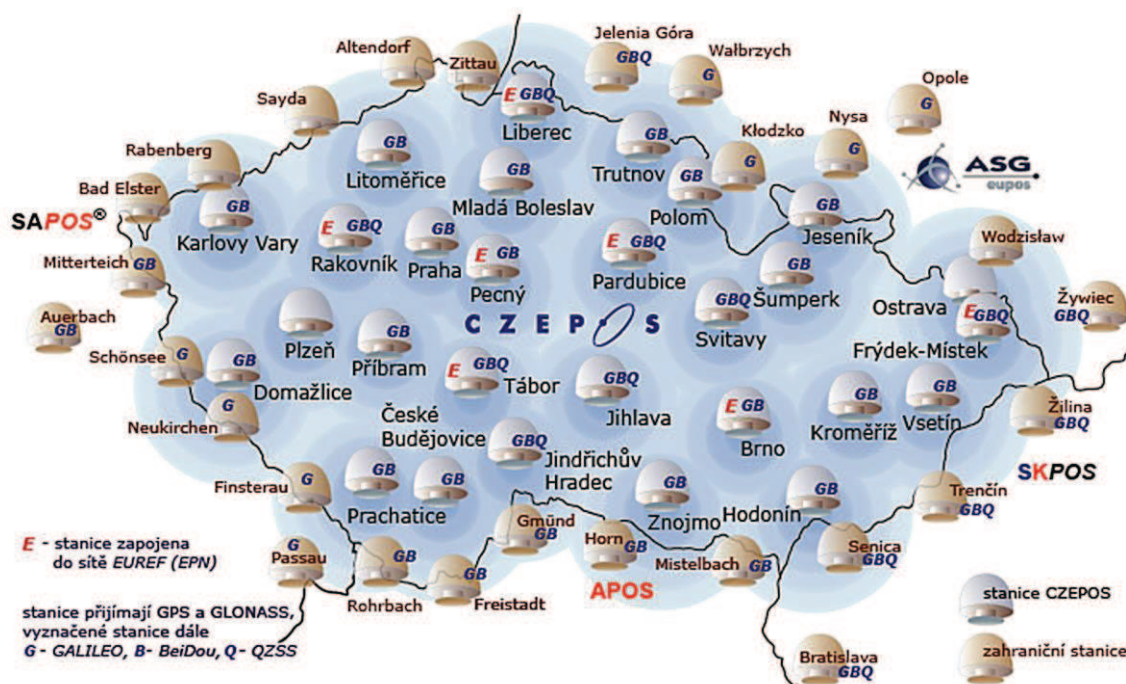 Jelenia Góra
GBQ
Wałbrzych
G
Altendorf
Zittau
E GBQ
Liberec
Opole
G
Sayda
Nysa
G
Kłodzko
G
GB
Trutnov
GB
Litoměřice
GB
Mladá Boleslav
Rabenberg
ASG
eupos
GB
Polom
Bad Elster
SAPOS®
GB
Karlovy Vary
E GBQ
Rakovník
GB
Praha
E GB
Pecný
E GBQ
Pardubice
GB
Jeseník
Wodzisław
Mitterteich GB
GB
Šumperk
Ostrava
Żywiec
GBQ
Auerbach
GB
Plzeň
CZEPOS
GBQ
Svitavy
E GBQ
Frýdek-Místek
GB
Příbram
Schönsee G
GB
Domažlice
E GBQ
Tábor
GBQ
Jihlava
E GB
Brno
GB
Kroměříž
GB
Vsetín
Žilina
GBQ
G
Neukirchen
České
Budějovice
GBQ
Jindřichův
Hradec
SKPOS
Finsterau G
GB
Prachatice
GB
GB
Znojmo
GB
Hodonín
Trenčín
GBQ
Gmünd
GB
Horn GB
APOS
Mistelbach GB
Senica
GBQ
E - stanice zapojena
do sítě EUREF (EPN)
G
Passau
GB
Rohrbach
GB
Freistadt
stanice přijímají GPS a GLONASS,
vyznačené stanice dále
G - GALILEO, B- BeiDou, Q - QZSS
Bratislava
GBQ
stanice CZEPOS
zahraniční stanice